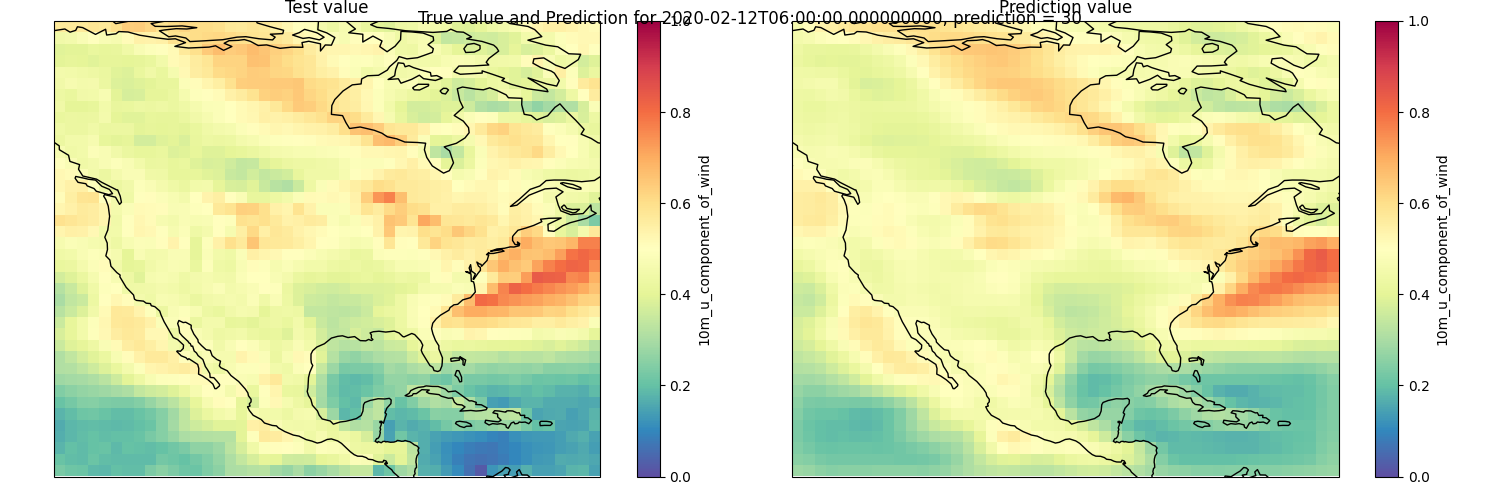 True value and Prediction for 2020-02-12T06:00:00.000000000, prediction = 30
Test value
Prediction value
1.0
0.8
0.6
0.4
0.2
0.0
10m_u_component_of_wind
1.0
0.8
0.6
0.4
0.2
0.0
10m_u_component_of_wind